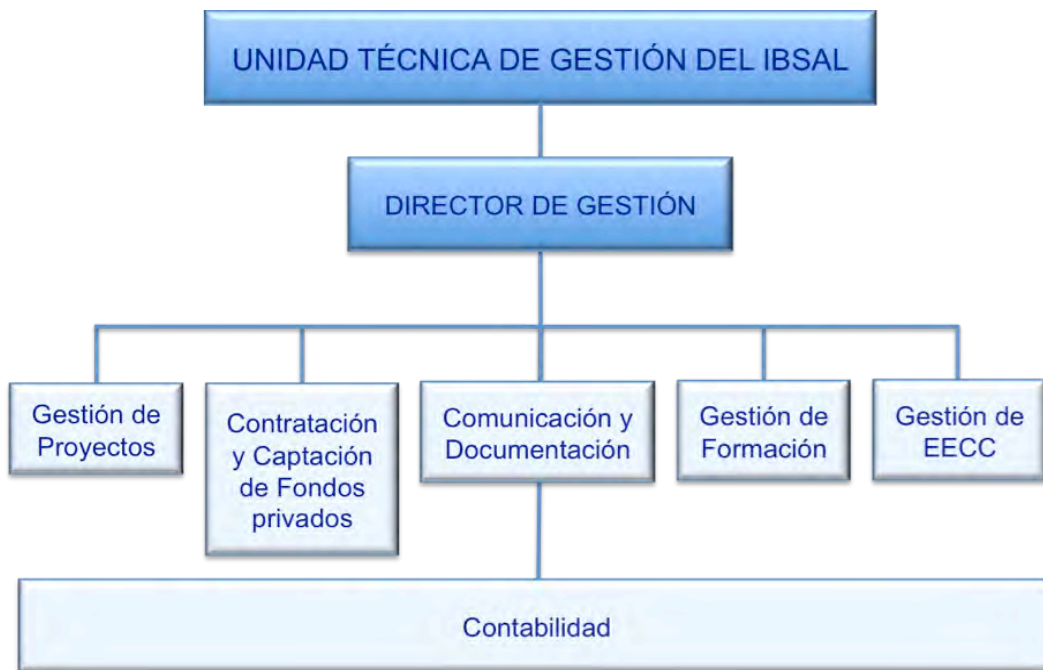 UNIDAD TÉCNICA DE GESTIÓN DEL IBSAL
DIRECTOR DE GESTIÓN
Gestión de
Proyectos
Contratación
y Captación
de Fondos
privados
Comunicación y
Documentación
Gestión de
Formación
Gestión de
EECC
Contabilidad